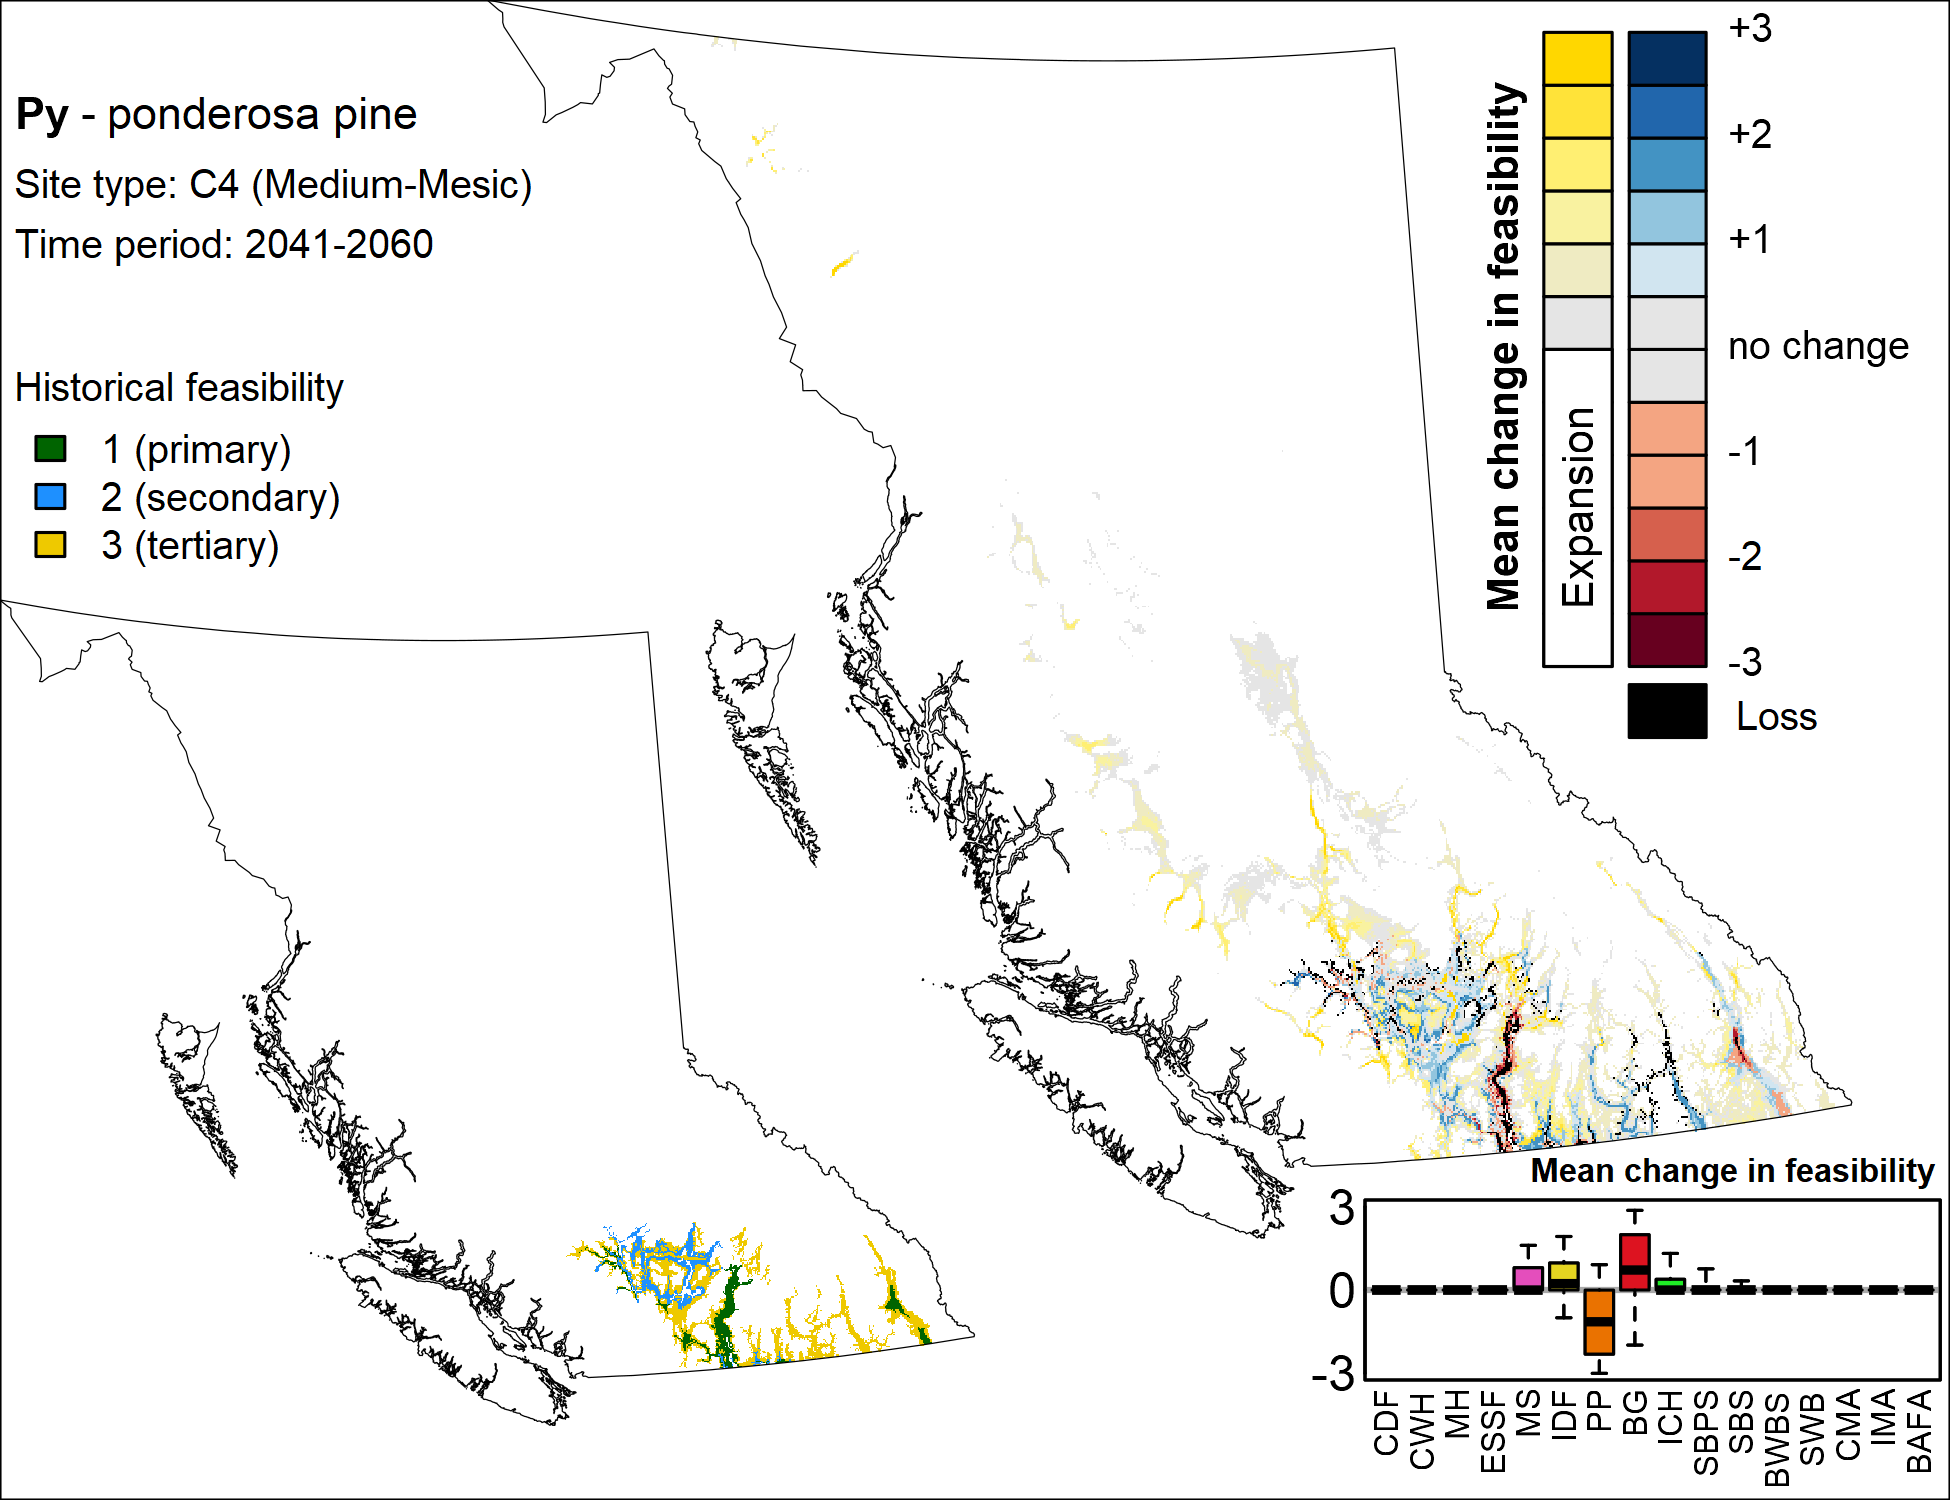 Py - ponderosa pine
Site type: C4 (Medium-Mesic)
Time period: 2041-2060
Historical feasibility
1 (primary)
2 (secondary)
3 (tertiary)
Mean change in feasibility
Expansion
+3
+2
+1
no change
-1
-2
-3
Loss
Mean change in feasibility
3
0
-3
CDF
CWH
MH
ESSF
MS
IDF
PP
BG
ICH
SBPS
SBS
BWBS
SWB
CMA
IMA
BAFA